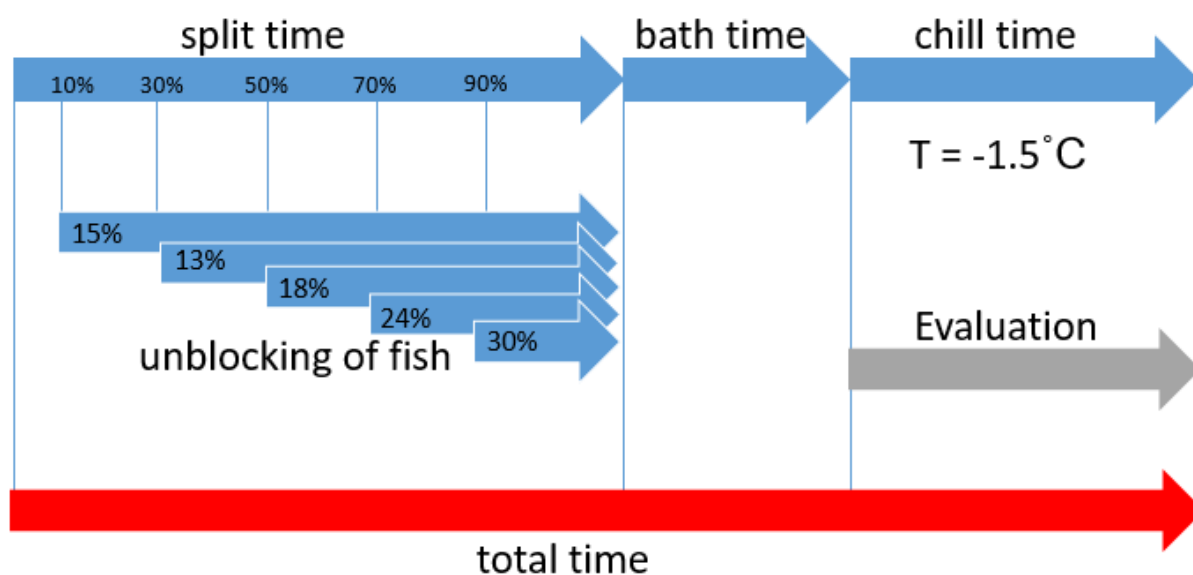 split time
bath time
chill time
10%
30%
50%
70%
90%
T = -1.5°C
15%
13%
18%
24%
30%
unblocking of fish
Evaluation
total time